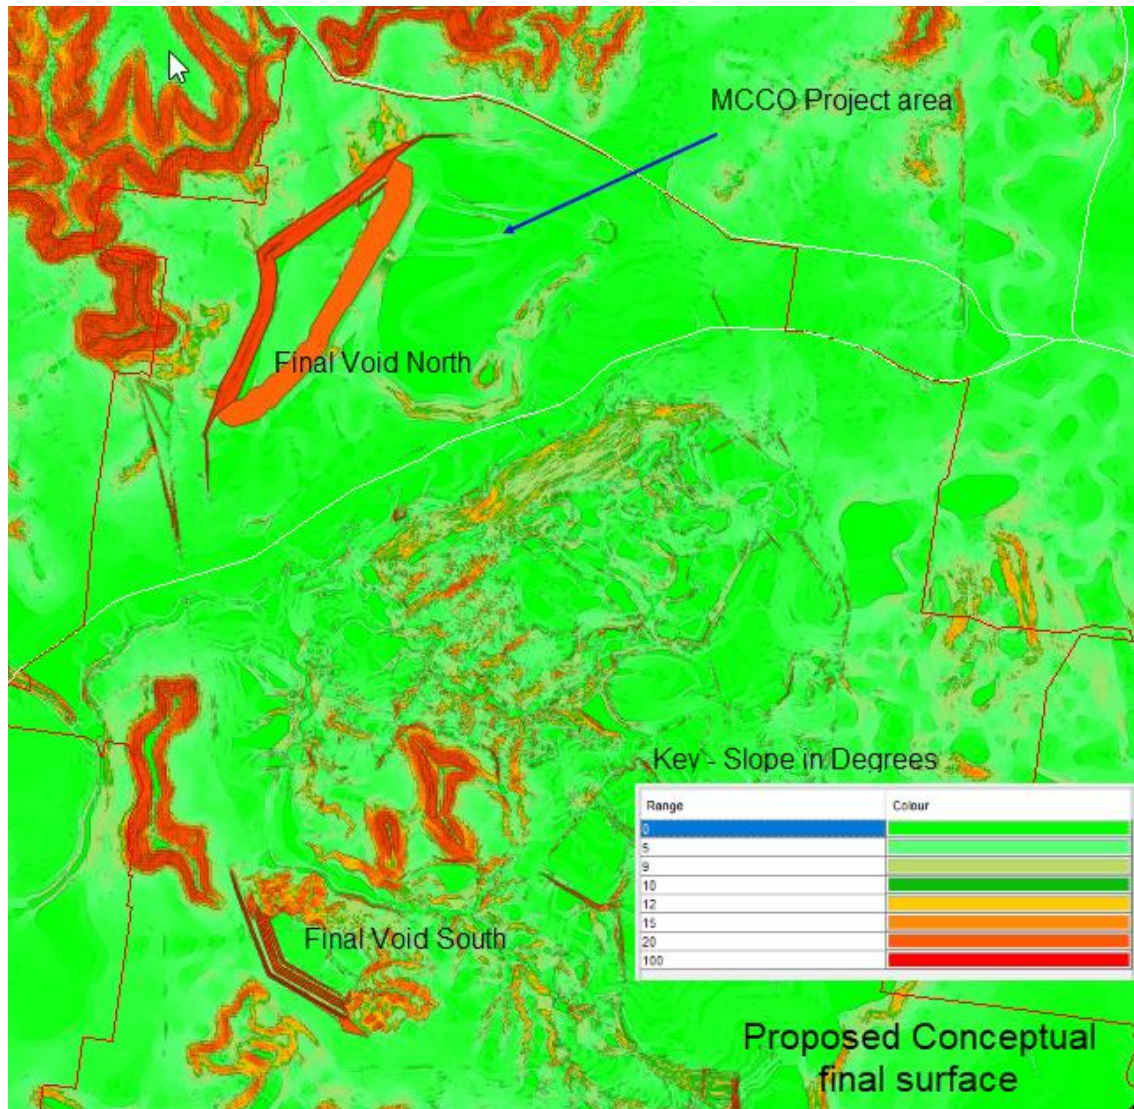 MCCO Project area
Final Void North
Key - Slope in Degrees
Range Colour
0
5
9
10
12
15
20
100
Final Void South
Proposed Conceptual
final surface